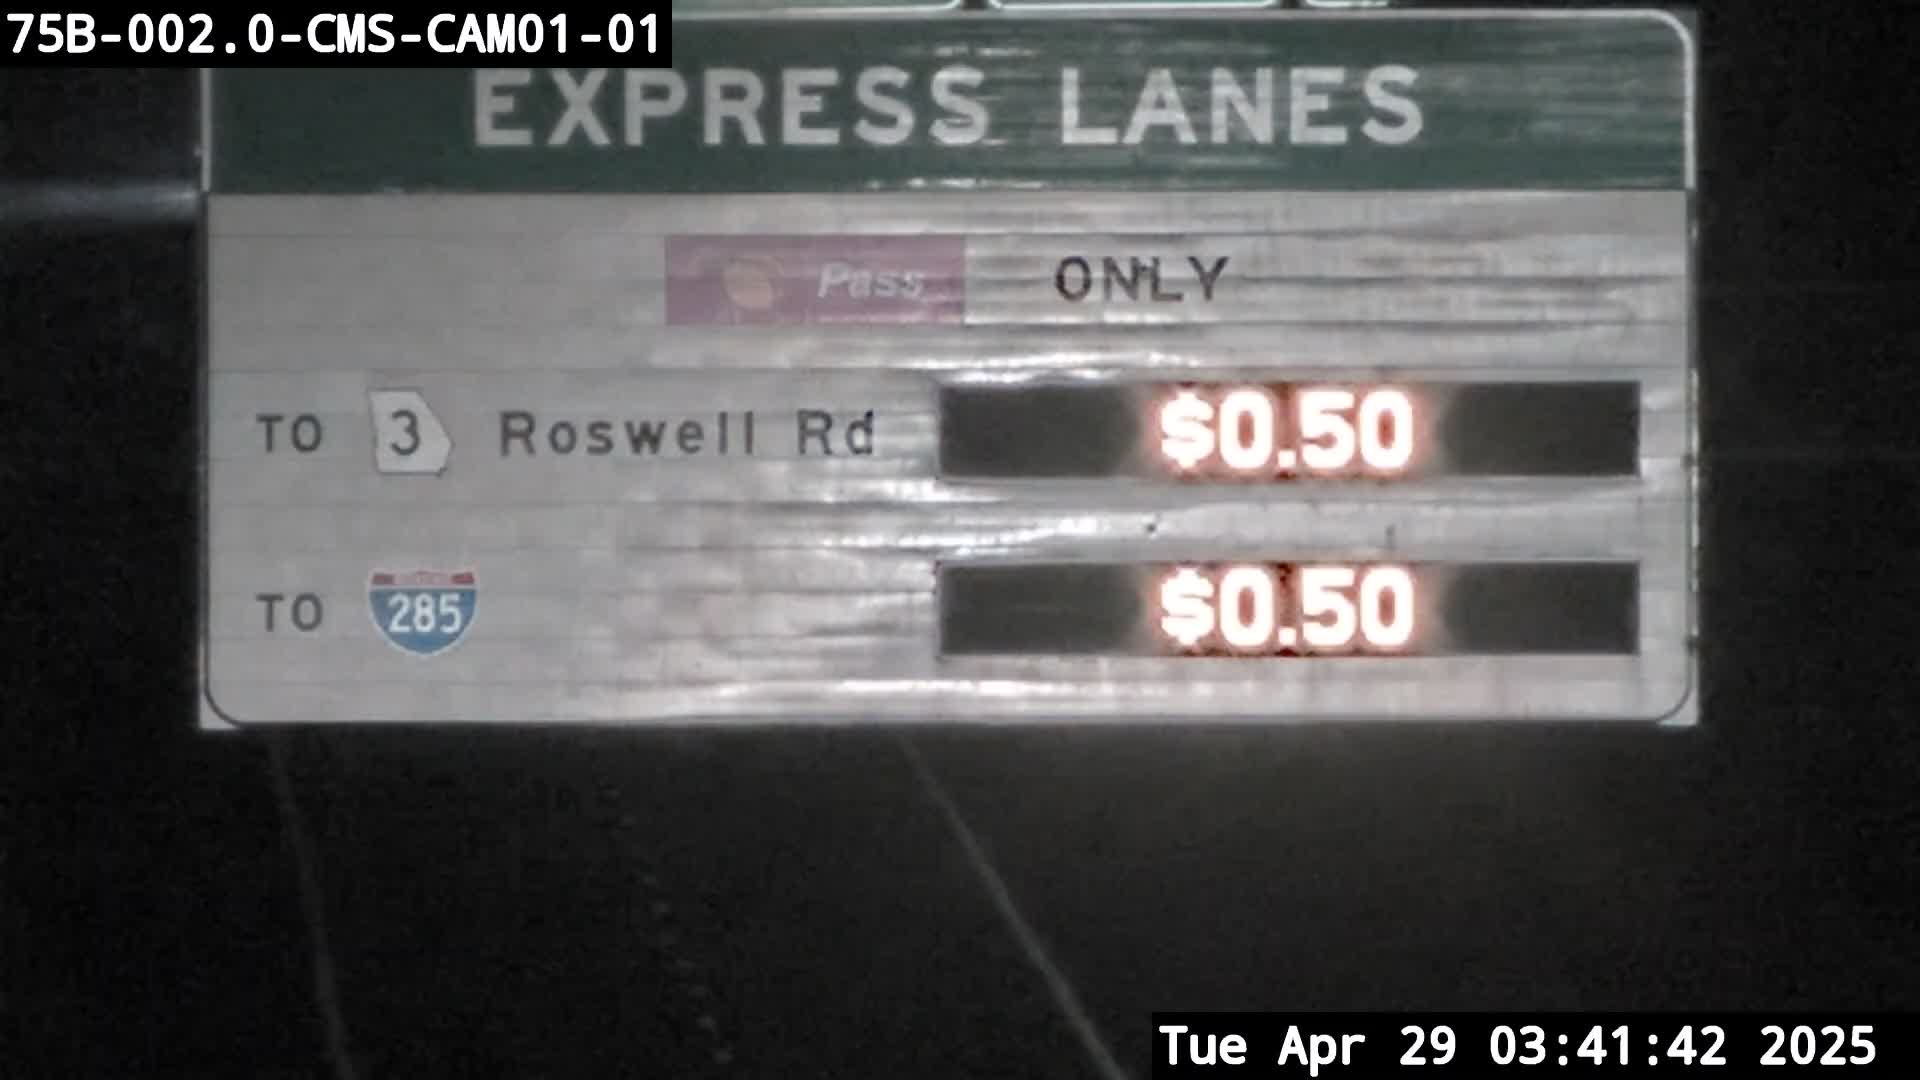 75B-002.0-CMS-CAM01-01
EXPRESS LANES
Pass ONLY
TO 3 Roswell Rd $0.50
TO 285 $0.50
Tue Apr 29 03:41:42 2025